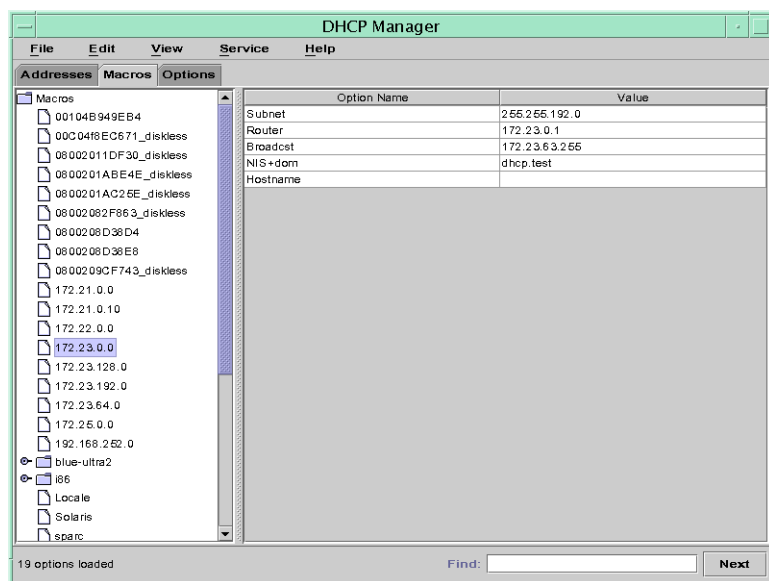 DHCP Manager
File Edit View Service Help
Addresses Macros Options
Macros
00104B949EB4
00C04f8EC671_diskless
08002011DF30_diskless
0800201ABE4E_diskless
0800201AC25E_diskless
08002082F863_diskless
0800208D38D4
0800208D38E8
0800209CF743_diskless
172.21.0.0
172.21.0.10
172.22.0.0
172.23.0.0
172.23.128.0
172.23.192.0
172.23.64.0
172.25.0.0
192.168.252.0
blue-ultra2
i86
Locale
Solaris
sparc
Option Name Value
Subnet 255.255.192.0
Router 172.23.0.1
Broadcst 172.23.63.255
NIS+dom dhcp.test
Hostname
19 options loaded
Find: Next